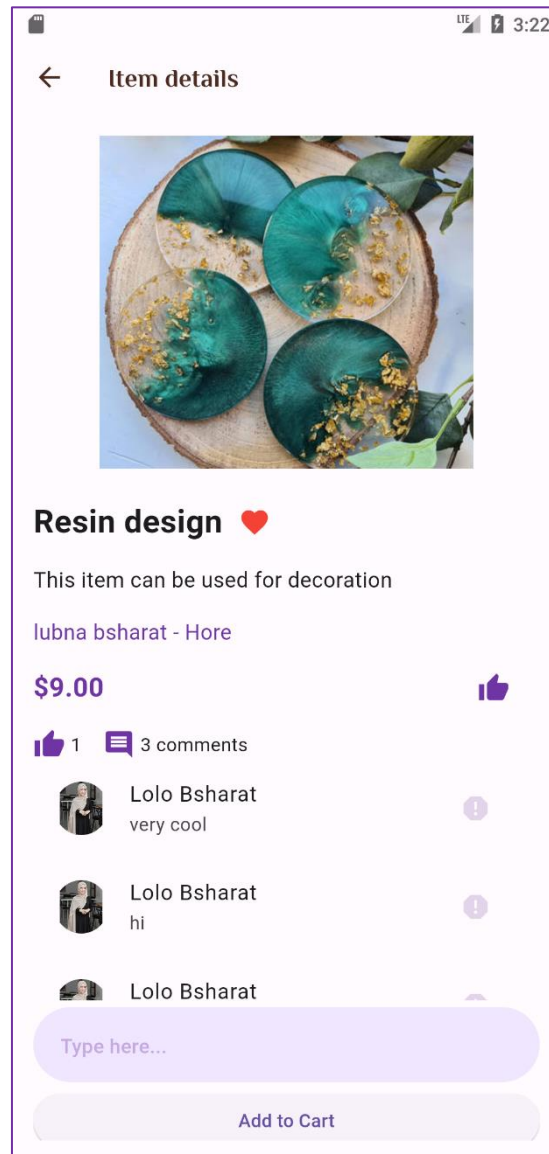 LTE 3:22
Item details
Resin design
This item can be used for decoration
lubna bsharat - Hore
$9.00
1 3 comments
Lolo Bsharat
very cool
Lolo Bsharat
hi
Lolo Bsharat
Type here...
Add to Cart